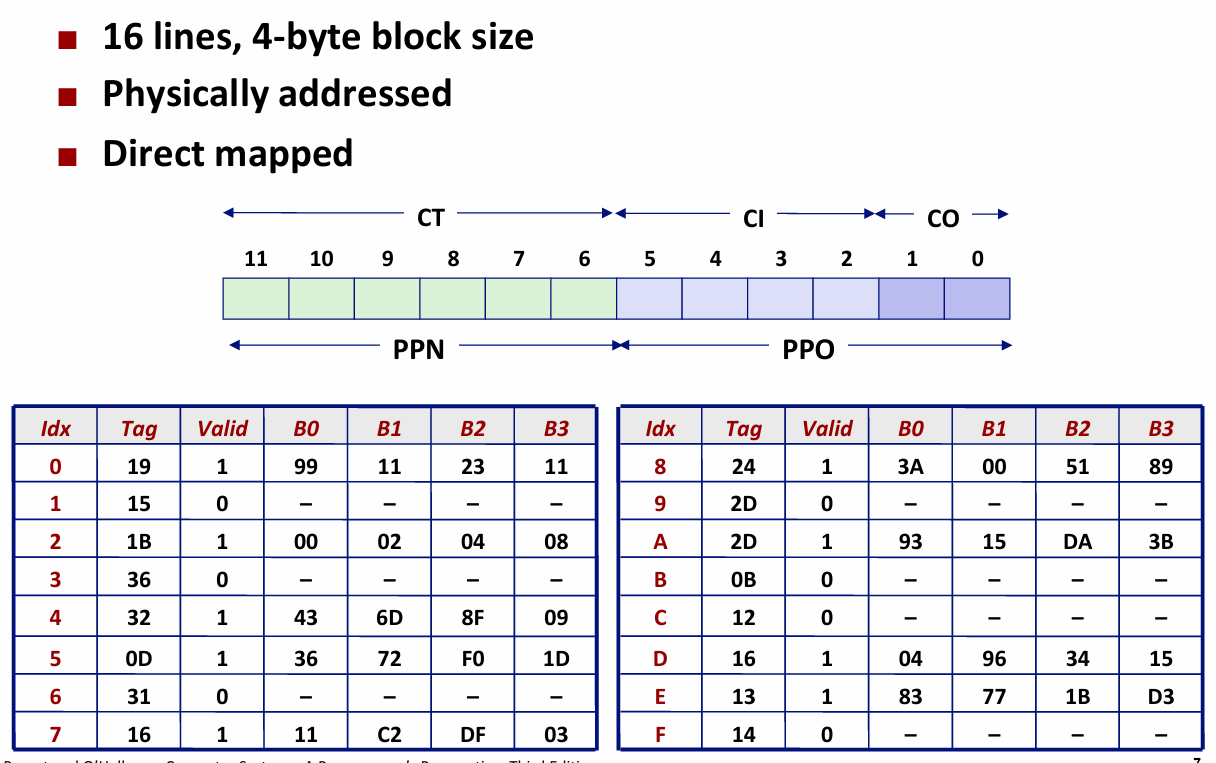 16 lines, 4-byte block size
Physically addressed
Direct mapped
CT CI CO
11 10 9 8 7 6 5 4 3 2 1 0
PPN PPO
Idx Tag Valid B0 B1 B2 B3
0 19 1 99 11 23 11
1 15 0 – – – –
2 1B 1 00 02 04 08
3 36 0 – – – –
4 32 1 43 6D 8F 09
5 0D 1 36 72 F0 1D
6 31 0 – – – –
7 16 1 11 C2 DF 03
Idx Tag Valid B0 B1 B2 B3
8 24 1 3A 00 51 89
9 2D 0 – – – –
A 2D 1 93 15 DA 3B
B 0B 0 – – – –
C 12 0 – – – –
D 16 1 04 96 34 15
E 13 1 83 77 1B D3
F 14 0 – – – –